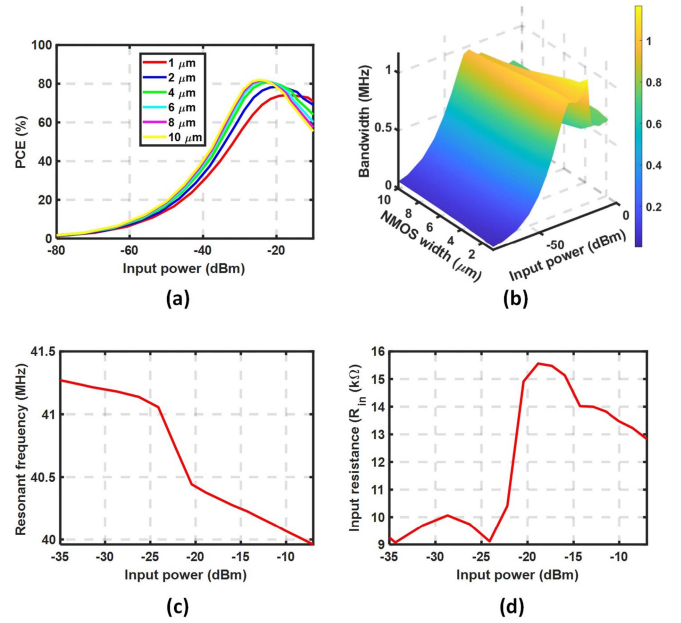 100
80
60
40
20
0
PCE (%)
1 μm
2 μm
4 μm
6 μm
8 μm
10 μm
-80
-60
-40
-20
Input power (dBm)
(a)
Bandwidth (MHz)
1
0.5
0
10
8
6
4
2
NMOS width (μm)
-50
0
Input power (dBm)
1
0.8
0.6
0.4
0.2
(b)
Resonant frequency (MHz)
41.5
41
40.5
40
-35
-30
-25
-20
-15
-10
Input power (dBm)
(c)
Input resistance (R_in (kΩ)
16
15
14
13
12
11
10
9
-35
-30
-25
-20
-15
-10
Input power (dBm)
(d)